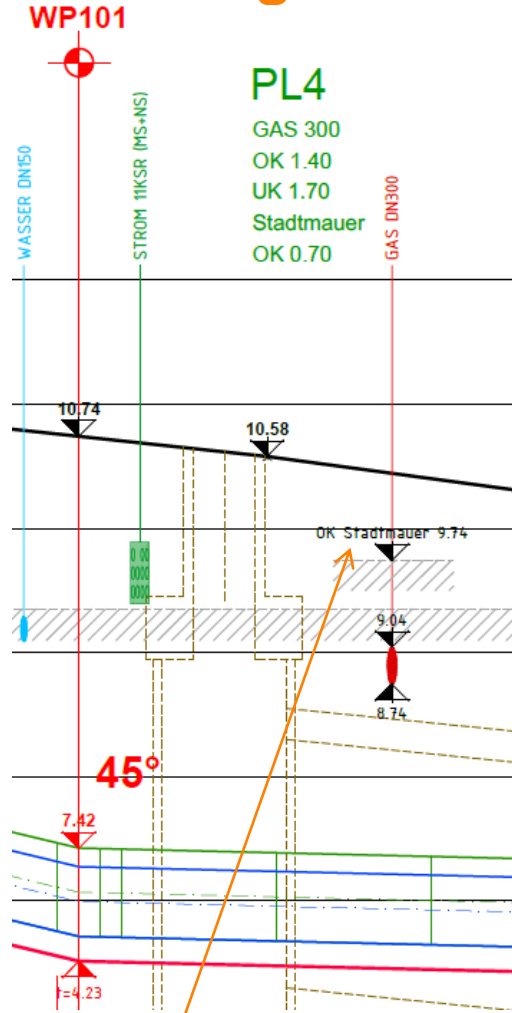 WP101
PL4
GAS 300
OK 1.40
UK 1.70
Stadtmauer
OK 0.70
WASSER DN150
STROM 11KSR (MS+NS)
GAS DN300
10.74
10.58
OK Stadtmauer 9.74
9.04
8.74
45°
7.42
t=4.23